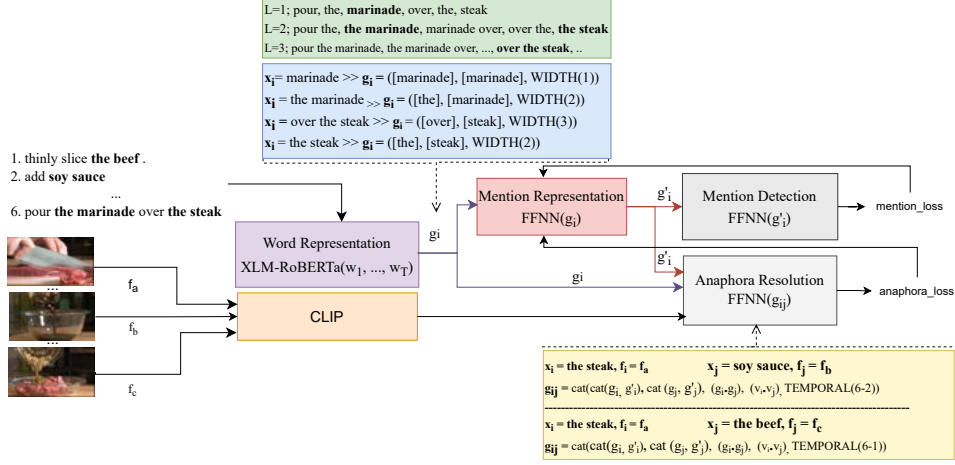 L=1; pour, the, marinade, over, the, steak
L=2; pour the, the marinade, marinade over, over the, the steak
L=3; pour the marinade, the marinade over, ..., over the steak, ..
xi= marinade >> gi = ([marinade], [marinade], WIDTH(1))
xi = the marinade >> gi = ([the], [marinade], WIDTH(2))
xi = over the steak >> gi = ([over], [steak], WIDTH(3))
xi = the steak >> gi = ([the], [steak], WIDTH(2))
1. thinly slice the beef .
2. add soy sauce
...
6. pour the marinade over the steak
Word Representation
XLM-RoBERTa(w1, ..., wT)
gi
Mention Representation
FFNN(gi)
g'i
Mention Detection
FFNN(g'i)
mention_loss
g'i
gi
Anaphora Resolution
FFNN(gij)
anaphora_loss
fa
...
fb
...
fc
CLIP
xi = the steak, fi = fa xj = soy sauce, fj = fb
gij = cat(cat(gi, g'i), cat (gj, g'j), (gi.gj), (vi.vj), TEMPORAL(6-2))
xi = the steak, fi = fa xj = the beef, fj = fc
gij = cat(cat(gi, g'i), cat (gj, g'j), (gi.gj), (vi.vj), TEMPORAL(6-1))